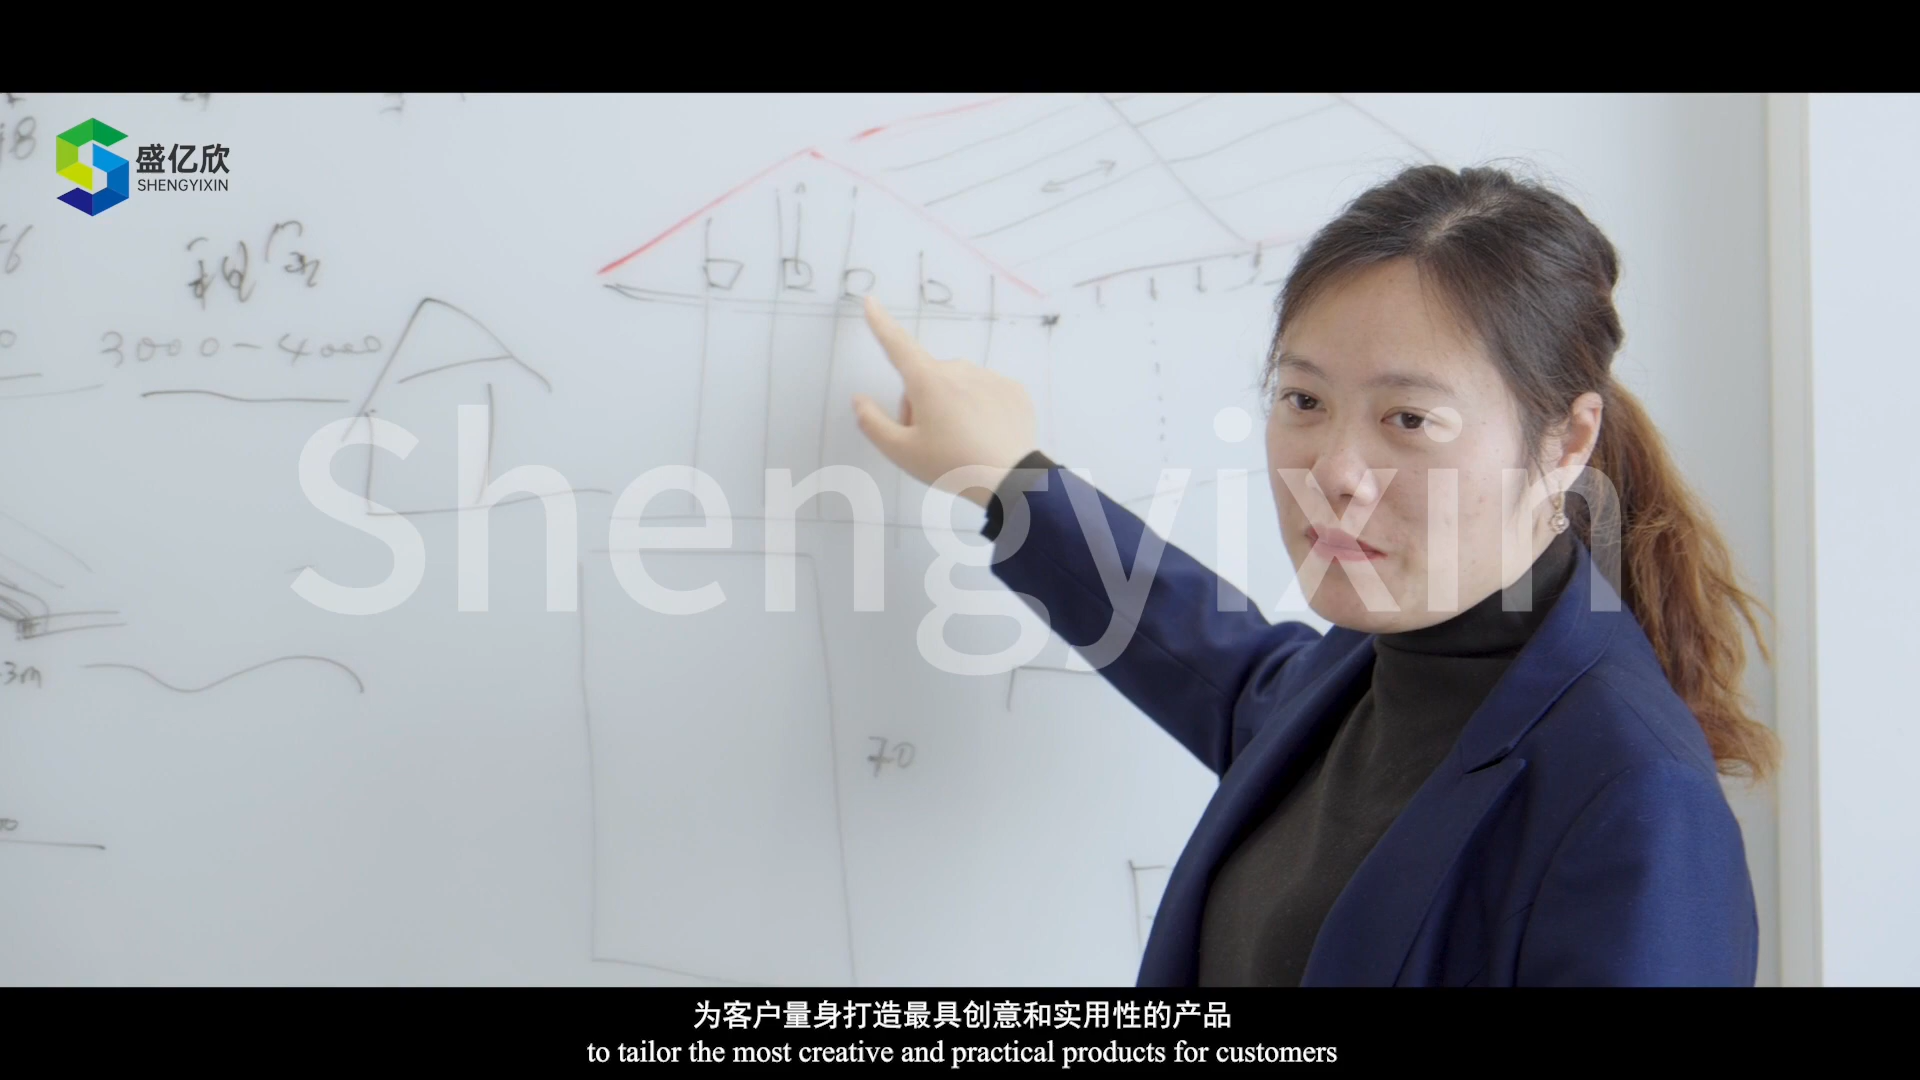 盛亿欣
SHENGYIXIN
3000-4000
Shengyixin
3m
70
为客户量身打造最具创意和实用性的产品
to tailor the most creative and practical products for customers